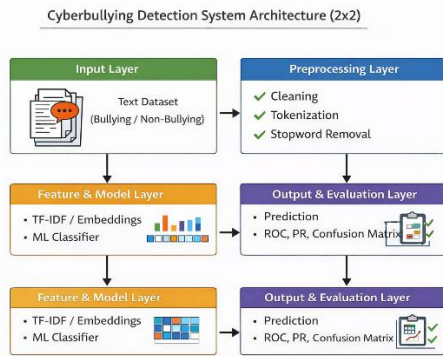 Cyberbullying Detection System Architecture (2x2)
Input Layer
Text Dataset
(Bullying / Non-Bullying)
Preprocessing Layer
Cleaning
Tokenization
Stopword Removal
Feature & Model Layer
• TF-IDF / Embeddings
• ML Classifier
Output & Evaluation Layer
• Prediction
• ROC, PR, Confusion Matrix
Feature & Model Layer
• TF-IDF / Embeddings
• ML Classifier
Output & Evaluation Layer
• Prediction
• ROC, PR, Confusion Matrix